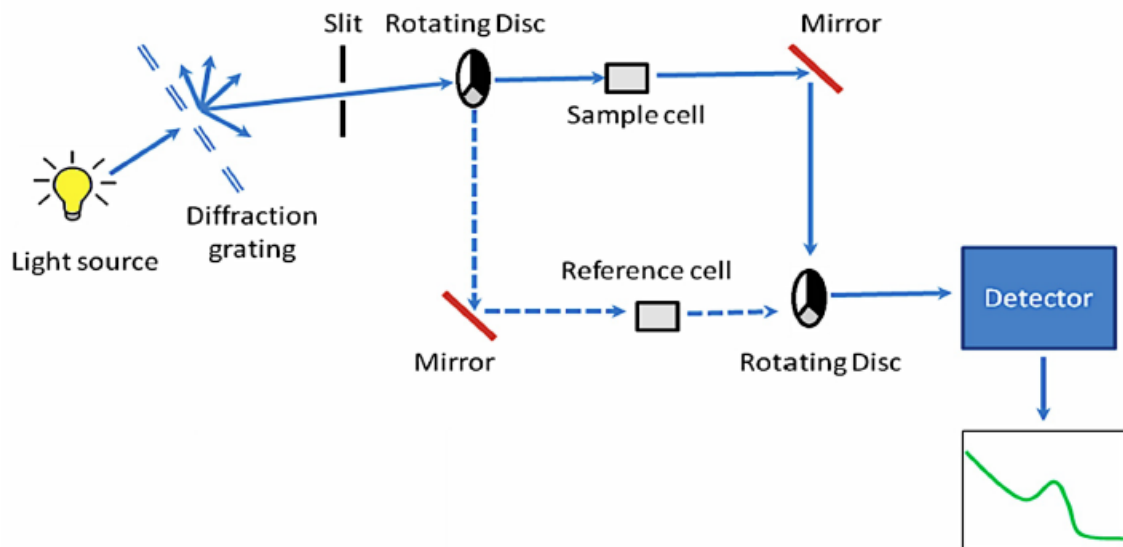 Slit
Rotating Disc
Mirror
Sample cell
Diffraction
grating
Light source
Reference cell
Detector
Mirror
Rotating Disc